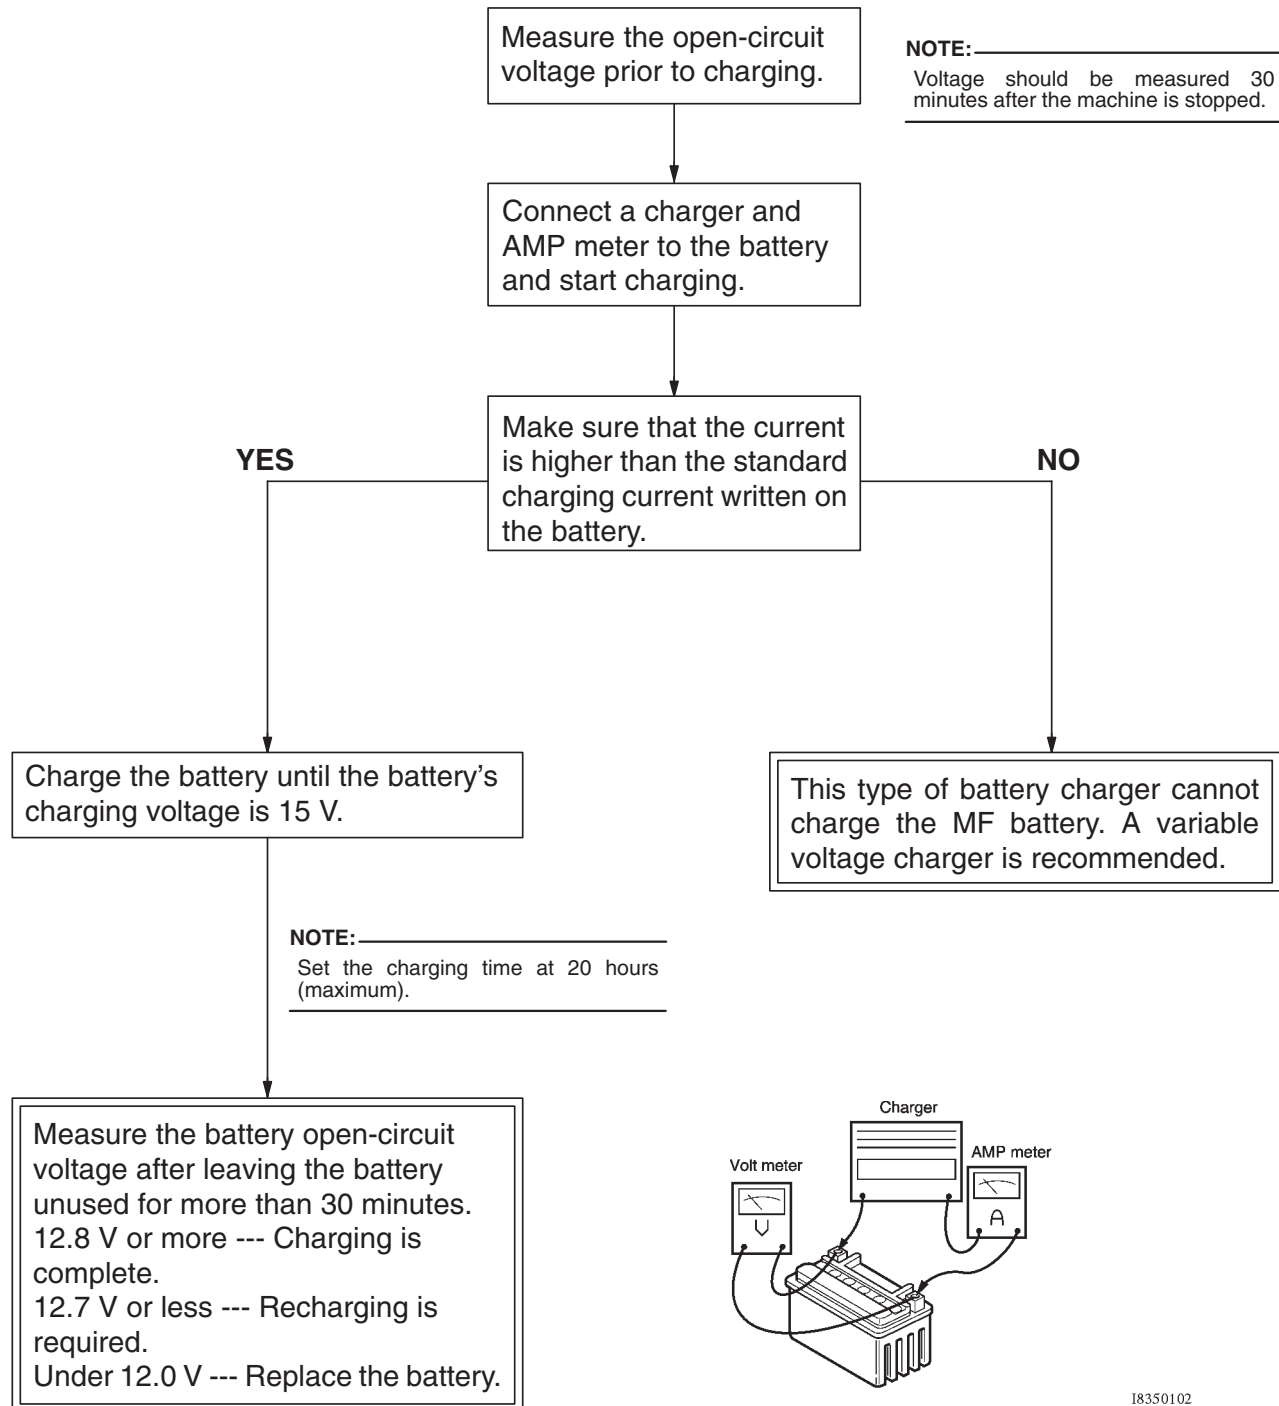 Measure the open-circuit
voltage prior to charging.
NOTE:
Voltage should be measured 30
minutes after the machine is stopped.
Connect a charger and
AMP meter to the battery
and start charging.
YES
Make sure that the current
is higher than the standard
charging current written on
the battery.
NO
Charge the battery until the battery's
charging voltage is 15 V.
This type of battery charger cannot
charge the MF battery. A variable
voltage charger is recommended.
NOTE:
Set the charging time at 20 hours
(maximum).
Measure the battery open-circuit
voltage after leaving the battery
unused for more than 30 minutes.
12.8 V or more --- Charging is
complete.
12.7 V or less --- Recharging is
required.
Under 12.0 V --- Replace the battery.
Charger
Volt meter
AMP meter
V
A
I8350102